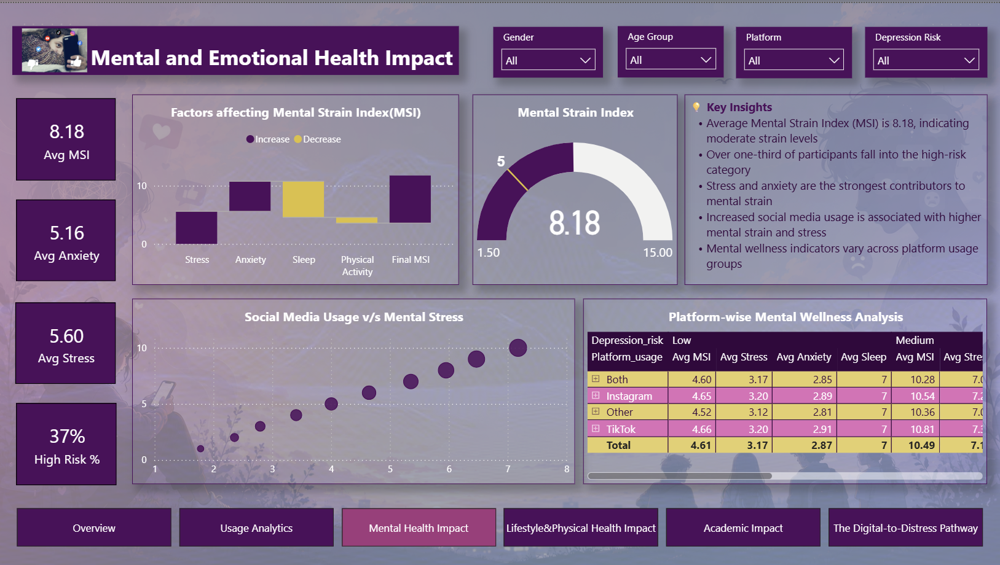 Mental and Emotional Health Impact
Gender
All
Age Group
All
Platform
All
Depression Risk
All
8.18
Avg MSI
5.16
Avg Anxiety
5.60
Avg Stress
37%
High Risk %
Factors affecting Mental Strain Index(MSI)
Increase Decrease
10
0
Stress Anxiety Sleep Physical Activity Final MSI
Mental Strain Index
5
8.18
1.50 15.00
Key Insights
• Average Mental Strain Index (MSI) is 8.18, indicating
moderate strain levels
• Over one-third of participants fall into the high-risk
category
• Stress and anxiety are the strongest contributors to
mental strain
• Increased social media usage is associated with higher
mental strain and stress
• Mental wellness indicators vary across platform usage
groups
Social Media Usage v/s Mental Stress
10
5
0
1 2 3 4 5 6 7 8
Platform-wise Mental Wellness Analysis
Depression_risk Low Medium
Platform_usage Avg MSI Avg Stress Avg Anxiety Avg Sleep Avg MSI Avg Stre
Both 4.60 3.17 2.85 7 10.28 7.0
Instagram 4.65 3.20 2.89 7 10.54 7.2
Other 4.52 3.12 2.81 7 10.36 7.0
TikTok 4.66 3.20 2.91 7 10.81 7.3
Total 4.61 3.17 2.87 7 10.49 7.1
Overview
Usage Analytics
Mental Health Impact
Lifestyle&Physical Health Impact
Academic Impact
The Digital-to-Distress Pathway